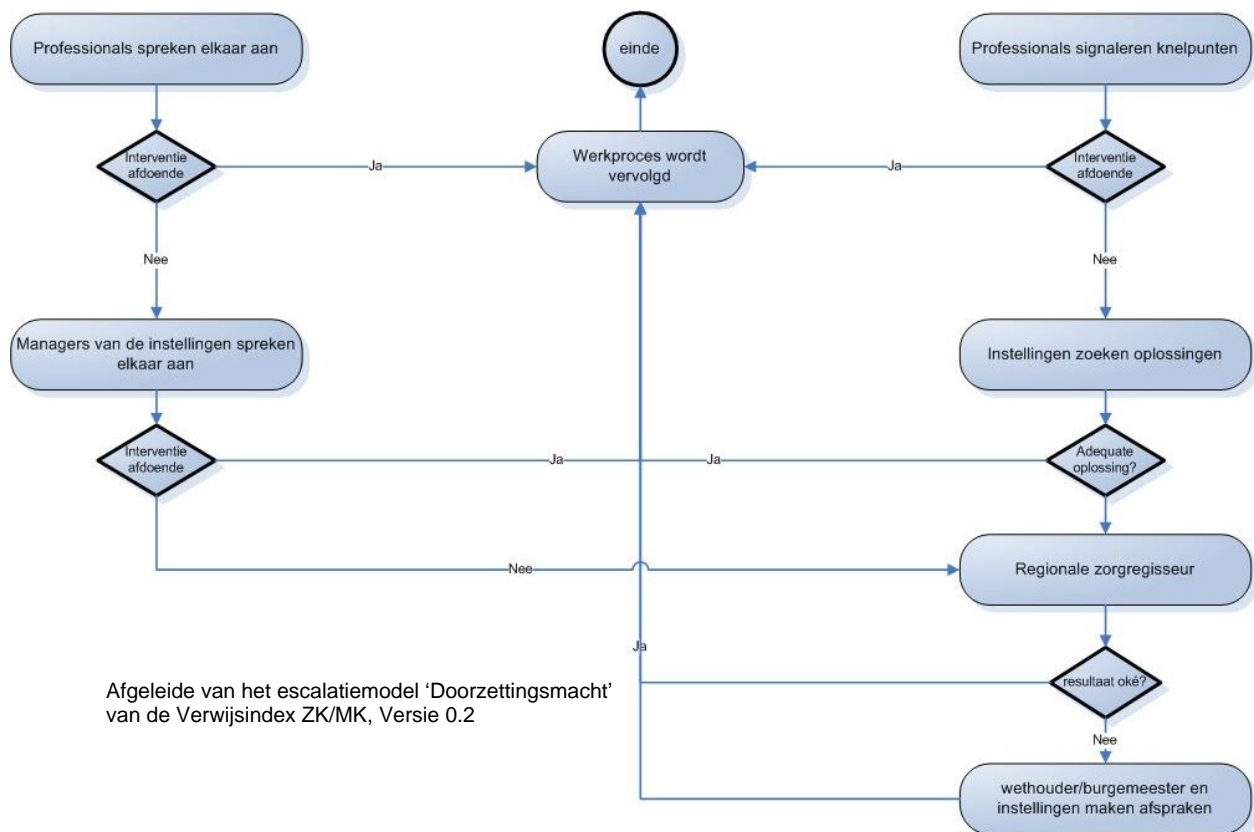 Professionals spreken elkaar aan
einde
Professionals signaleren knelpunten
Interventie
afdoende
Ja
Werkproces wordt
vervolgd
Ja
Interventie
afdoende
Nee
Nee
Managers van de instellingen spreken
elkaar aan
Instellingen zoeken oplossingen
Interventie
afdoende
Ja
Ja
Adequate
oplossing?
Nee
Regionale zorgregisseur
Ja
resultaat oké?
Afgeleide van het escalatiemodel ‘Doorzettingsmacht’
van de Verwijsindex ZK/MK, Versie 0.2
Nee
wethouder/burgemeester en
instellingen maken afspraken